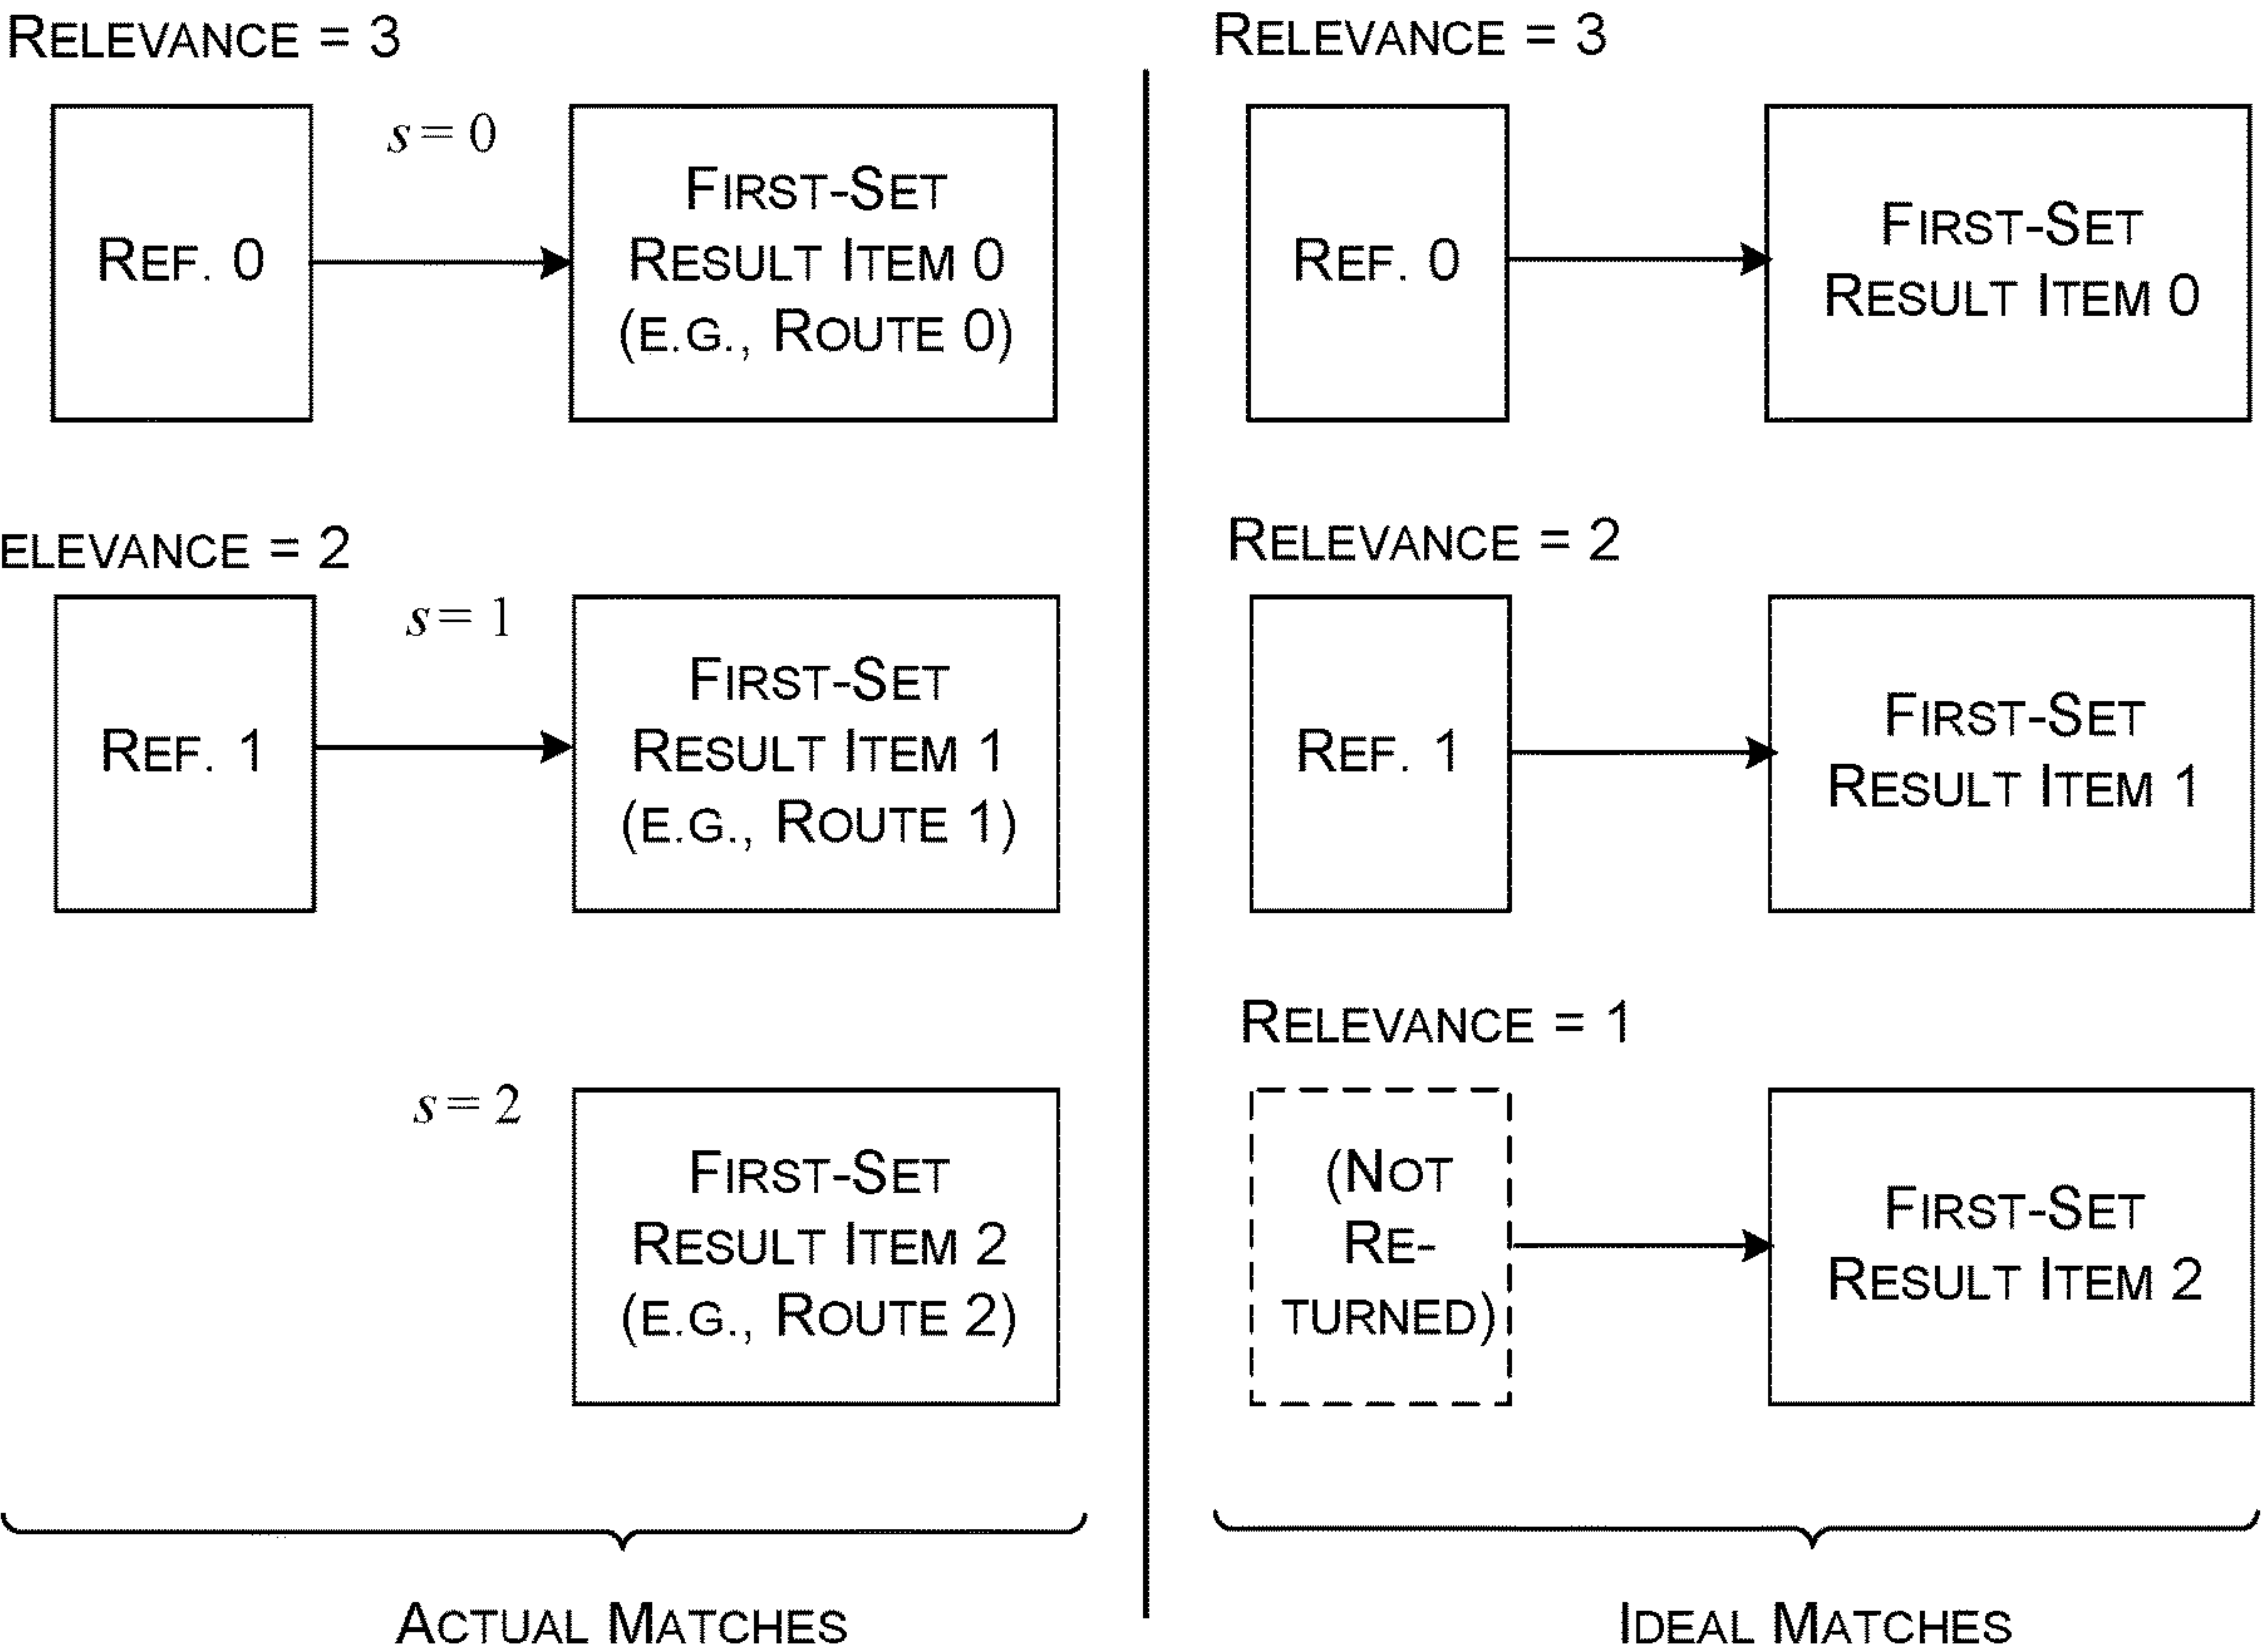 RELEVANCE = 3
REF. 0
s = 0
FIRST-SET
RESULT ITEM 0
(E.G., ROUTE 0)
ELEVANCE = 2
REF. 1
s = 1
FIRST-SET
RESULT ITEM 1
(E.G., ROUTE 1)
s = 2
FIRST-SET
RESULT ITEM 2
(E.G., ROUTE 2)
ACTUAL MATCHES
RELEVANCE = 3
REF. 0
FIRST-SET
RESULT ITEM 0
RELEVANCE = 2
REF. 1
FIRST-SET
RESULT ITEM 1
RELEVANCE = 1
(NOT
RE-
TURNED)
FIRST-SET
RESULT ITEM 2
IDEAL MATCHES